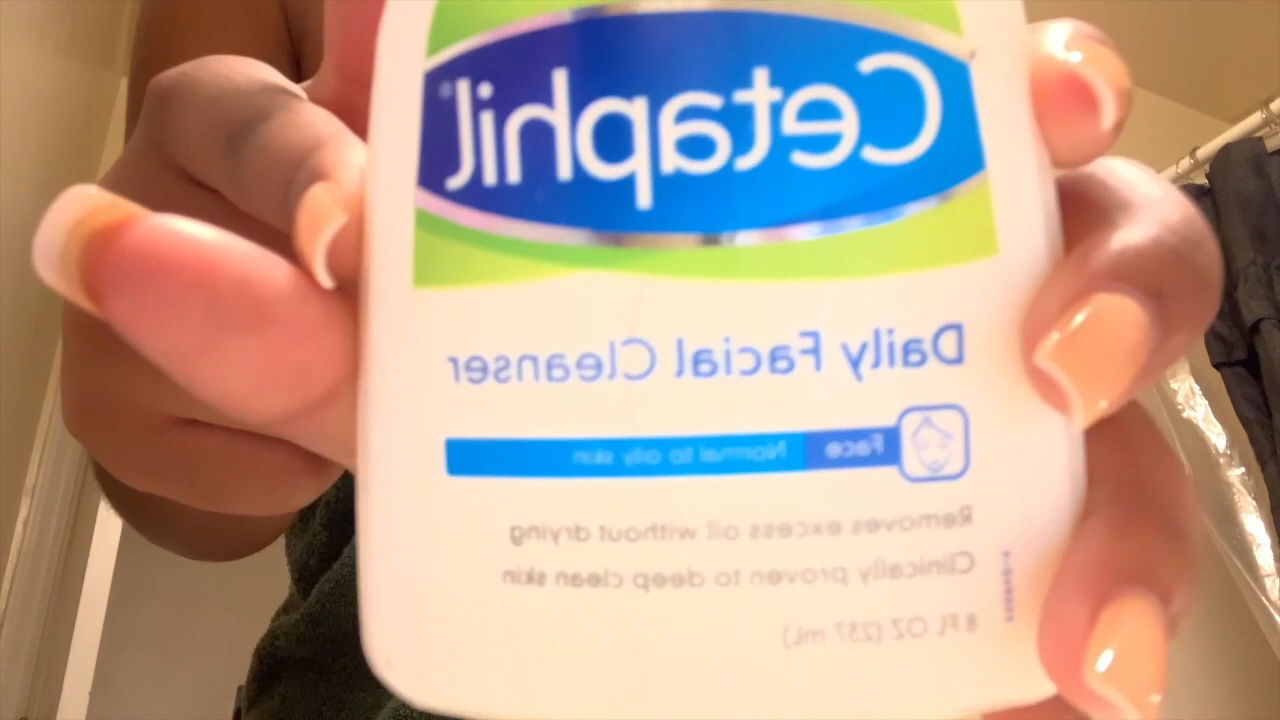 Cetaphil®
Daily Facial Cleanser
Face Normal to oily skin
Removes excess oil without drying
Clinically proven to deep clean skin
8 FL OZ (237 mL)